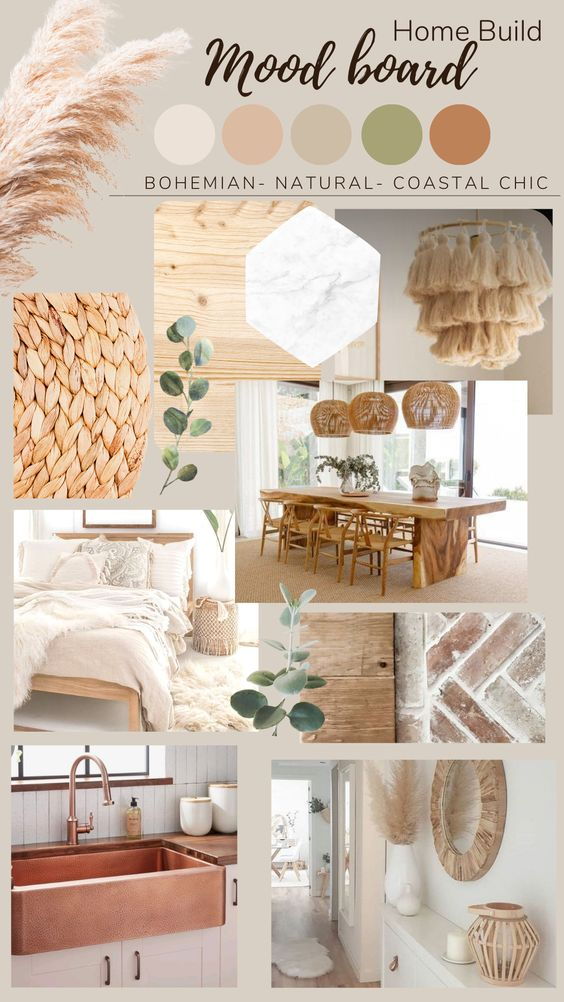 Home Build
Mood board
BOHEMIAN- NATURAL- COASTAL CHIC